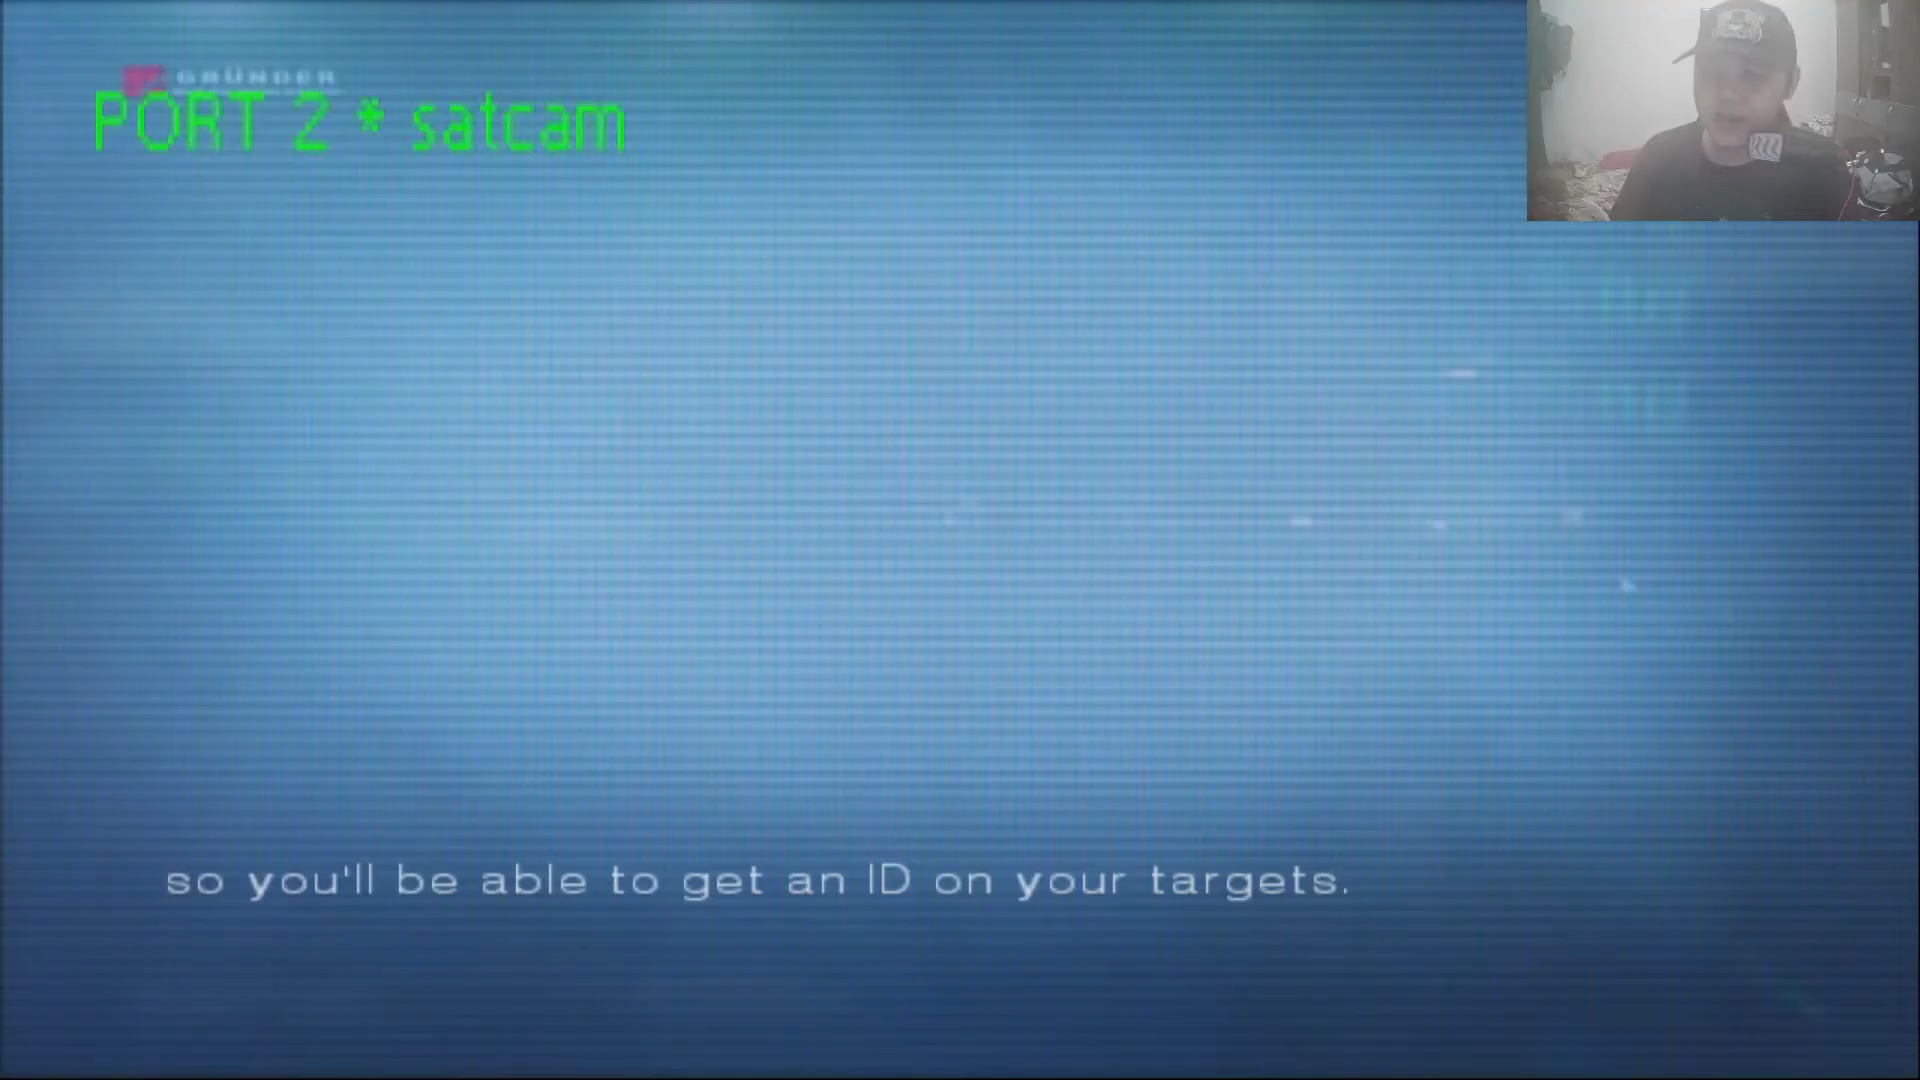 GRÜNDER
PORT 2 * satcam
so you'll be able to get an ID on your targets.